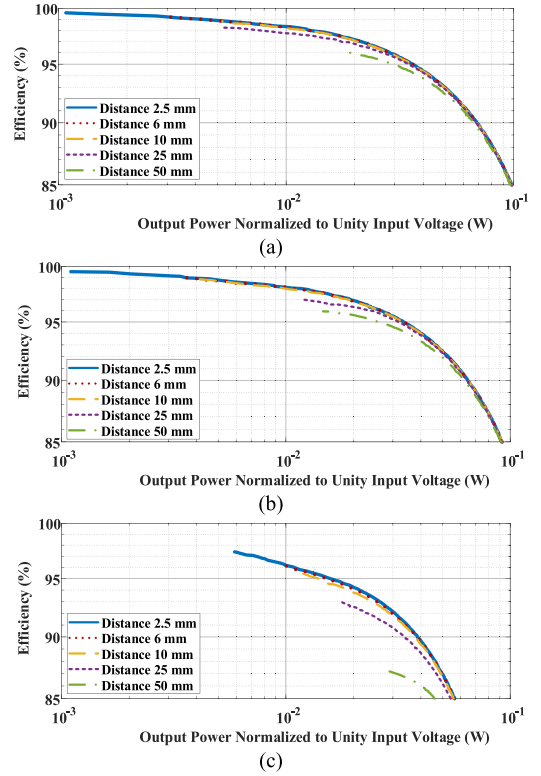 100
95
90
85
Efficiency (%)
Distance 2.5 mm
Distance 6 mm
Distance 10 mm
Distance 25 mm
Distance 50 mm
10-3
10-2
10-1
Output Power Normalized to Unity Input Voltage (W)
(a)
100
95
90
85
Efficiency (%)
Distance 2.5 mm
Distance 6 mm
Distance 10 mm
Distance 25 mm
Distance 50 mm
10-3
10-2
10-1
Output Power Normalized to Unity Input Voltage (W)
(b)
100
95
90
85
Efficiency (%)
Distance 2.5 mm
Distance 6 mm
Distance 10 mm
Distance 25 mm
Distance 50 mm
10-3
10-2
10-1
Output Power Normalized to Unity Input Voltage (W)
(c)